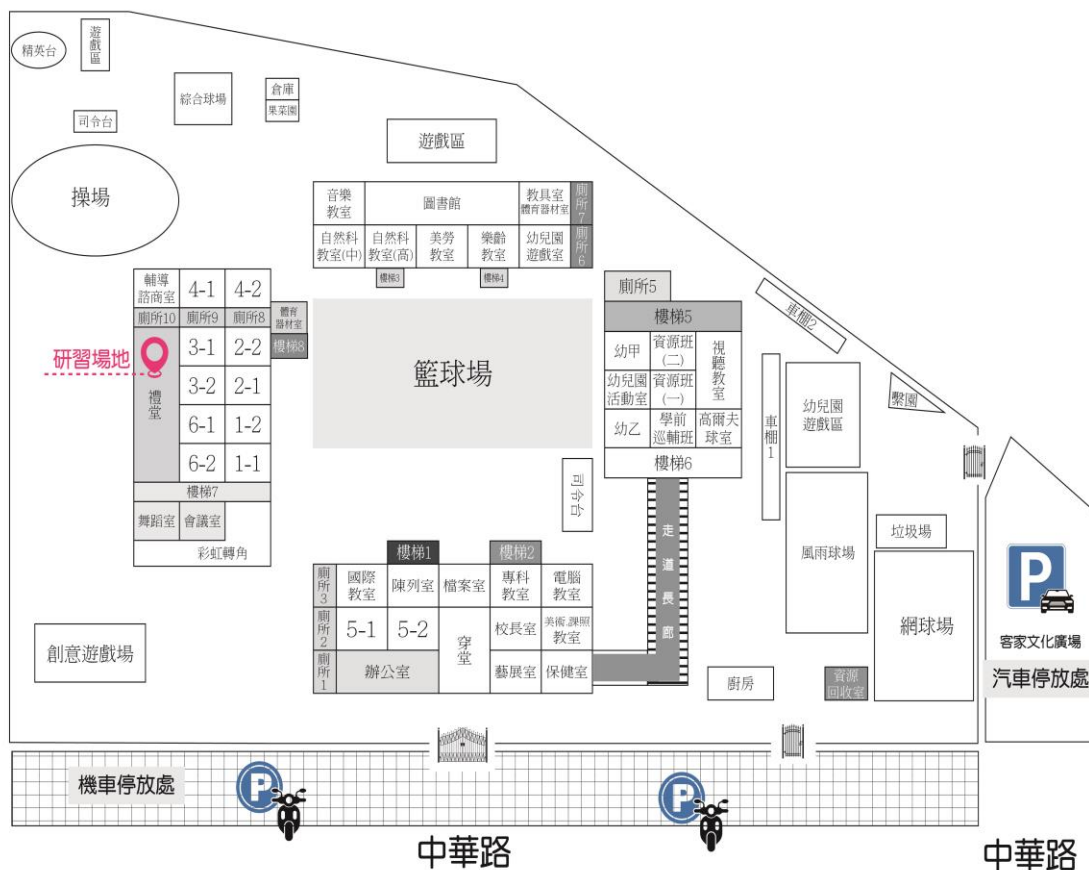 精英台
遊戲區
綜合球場
倉庫
果菜園
司令台
遊戲區
操場
音樂
教室
圖書館
教具室
體育器材室
廁所7
自然科
教室(中)
自然科
教室(高)
美勞
教室
樂齡
教室
幼兒園
遊戲室
廁所6
樓梯3
樓梯4
輔導
諮商室
4-1
4-2
廁所10
廁所9
廁所8
體育
器材室
樓梯8
研習場地
禮堂
3-1
2-2
3-2
2-1
6-1
1-2
6-2
1-1
樓梯7
舞蹈室
會議室
彩虹轉角
籃球場
司令台
廁所5
樓梯5
幼甲
資源班
(二)
視聽教室
幼兒園
活動室
資源班
(一)
幼乙
學前
巡輔班
高爾夫
球室
樓梯6
走道長廊
車棚2
車棚1
幼兒園
遊戲區
繫園
風雨球場
垃圾場
網球場
資源
回收室
廚房
樓梯1
樓梯2
廁所3
國際
教室
陳列室
檔案室
專科
教室
電腦
教室
廁所2
5-1
5-2
穿堂
校長室
美術.課照
教室
廁所1
辦公室
藝展室
保健室
創意遊戲場
P
客家文化廣場
汽車停放處
機車停放處
P
P
中華路
中華路